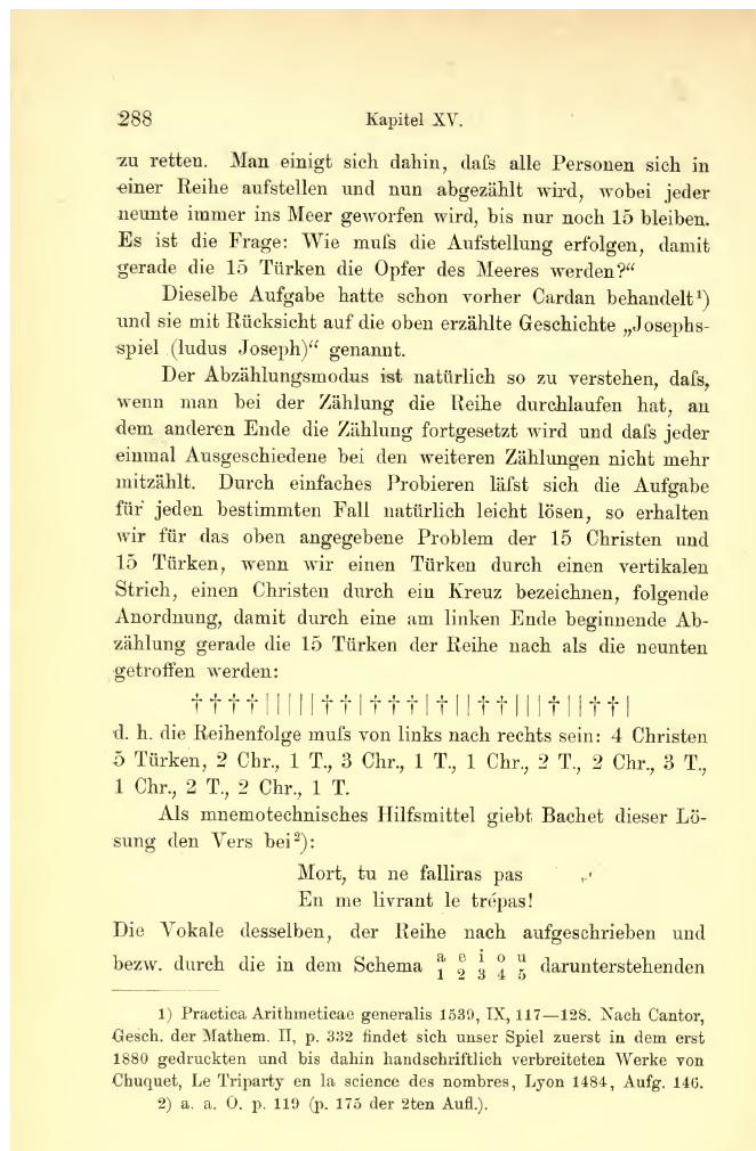 288 Kapitel XV.
zu retten. Man einigt sich dahin, daſs alle Personen sich in
einer Reihe aufstellen und nun abgezählt wird, wobei jeder
neunte immer ins Meer geworfen wird, bis nur noch 15 bleiben.
Es ist die Frage: Wie muſs die Aufstellung erfolgen, damit
gerade die 15 Türken die Opfer des Meeres werden?“
Dieselbe Aufgabe hatte schon vorher Cardan behandelt¹)
und sie mit Rücksicht auf die oben erzählte Geschichte „Josephs-
spiel (ludus Joseph)“ genannt.
Der Abzählungsmodus ist natürlich so zu verstehen, daſs,
wenn man bei der Zählung die Reihe durchlaufen hat, an
dem anderen Ende die Zählung fortgesetzt wird und daſs jeder
einmal Ausgeschiedene bei den weiteren Zählungen nicht mehr
mitzählt. Durch einfaches Probieren läſst sich die Aufgabe
für jeden bestimmten Fall natürlich leicht lösen, so erhalten
wir für das oben angegebene Problem der 15 Christen und
15 Türken, wenn wir einen Türken durch einen vertikalen
Strich, einen Christen durch ein Kreuz bezeichnen, folgende
Anordnung, damit durch eine am linken Ende beginnende Ab-
zählung gerade die 15 Türken der Reihe nach als die neunten
getroffen werden:
† † † † | | | | | † † | † † † | † | | † † | | | † | | † † |
d. h. die Reihenfolge muſs von links nach rechts sein: 4 Christen
5 Türken, 2 Chr., 1 T., 3 Chr., 1 T., 1 Chr., 2 T., 2 Chr., 3 T.,
1 Chr., 2 T., 2 Chr., 1 T.
Als mnemotechnisches Hilfsmittel giebt Bachet dieser Lö-
sung den Vers bei²):
Mort, tu ne falliras pas
En me livrant le trépas!
Die Vokale desselben, der Reihe nach aufgeschrieben und
bezw. durch die in dem Schema a e i o u darunterstehenden
1 2 3 4 5
1) Practica Arithmeticae generalis 1539, IX, 117—128. Nach Cantor,
Gesch. der Mathem. II, p. 332 findet sich unser Spiel zuerst in dem erst
1880 gedruckten und bis dahin handschriftlich verbreiteten Werke von
Chuquet, Le Triparty en la science des nombres, Lyon 1484, Aufg. 146.
2) a. a. O. p. 119 (p. 175 der 2ten Aufl.).